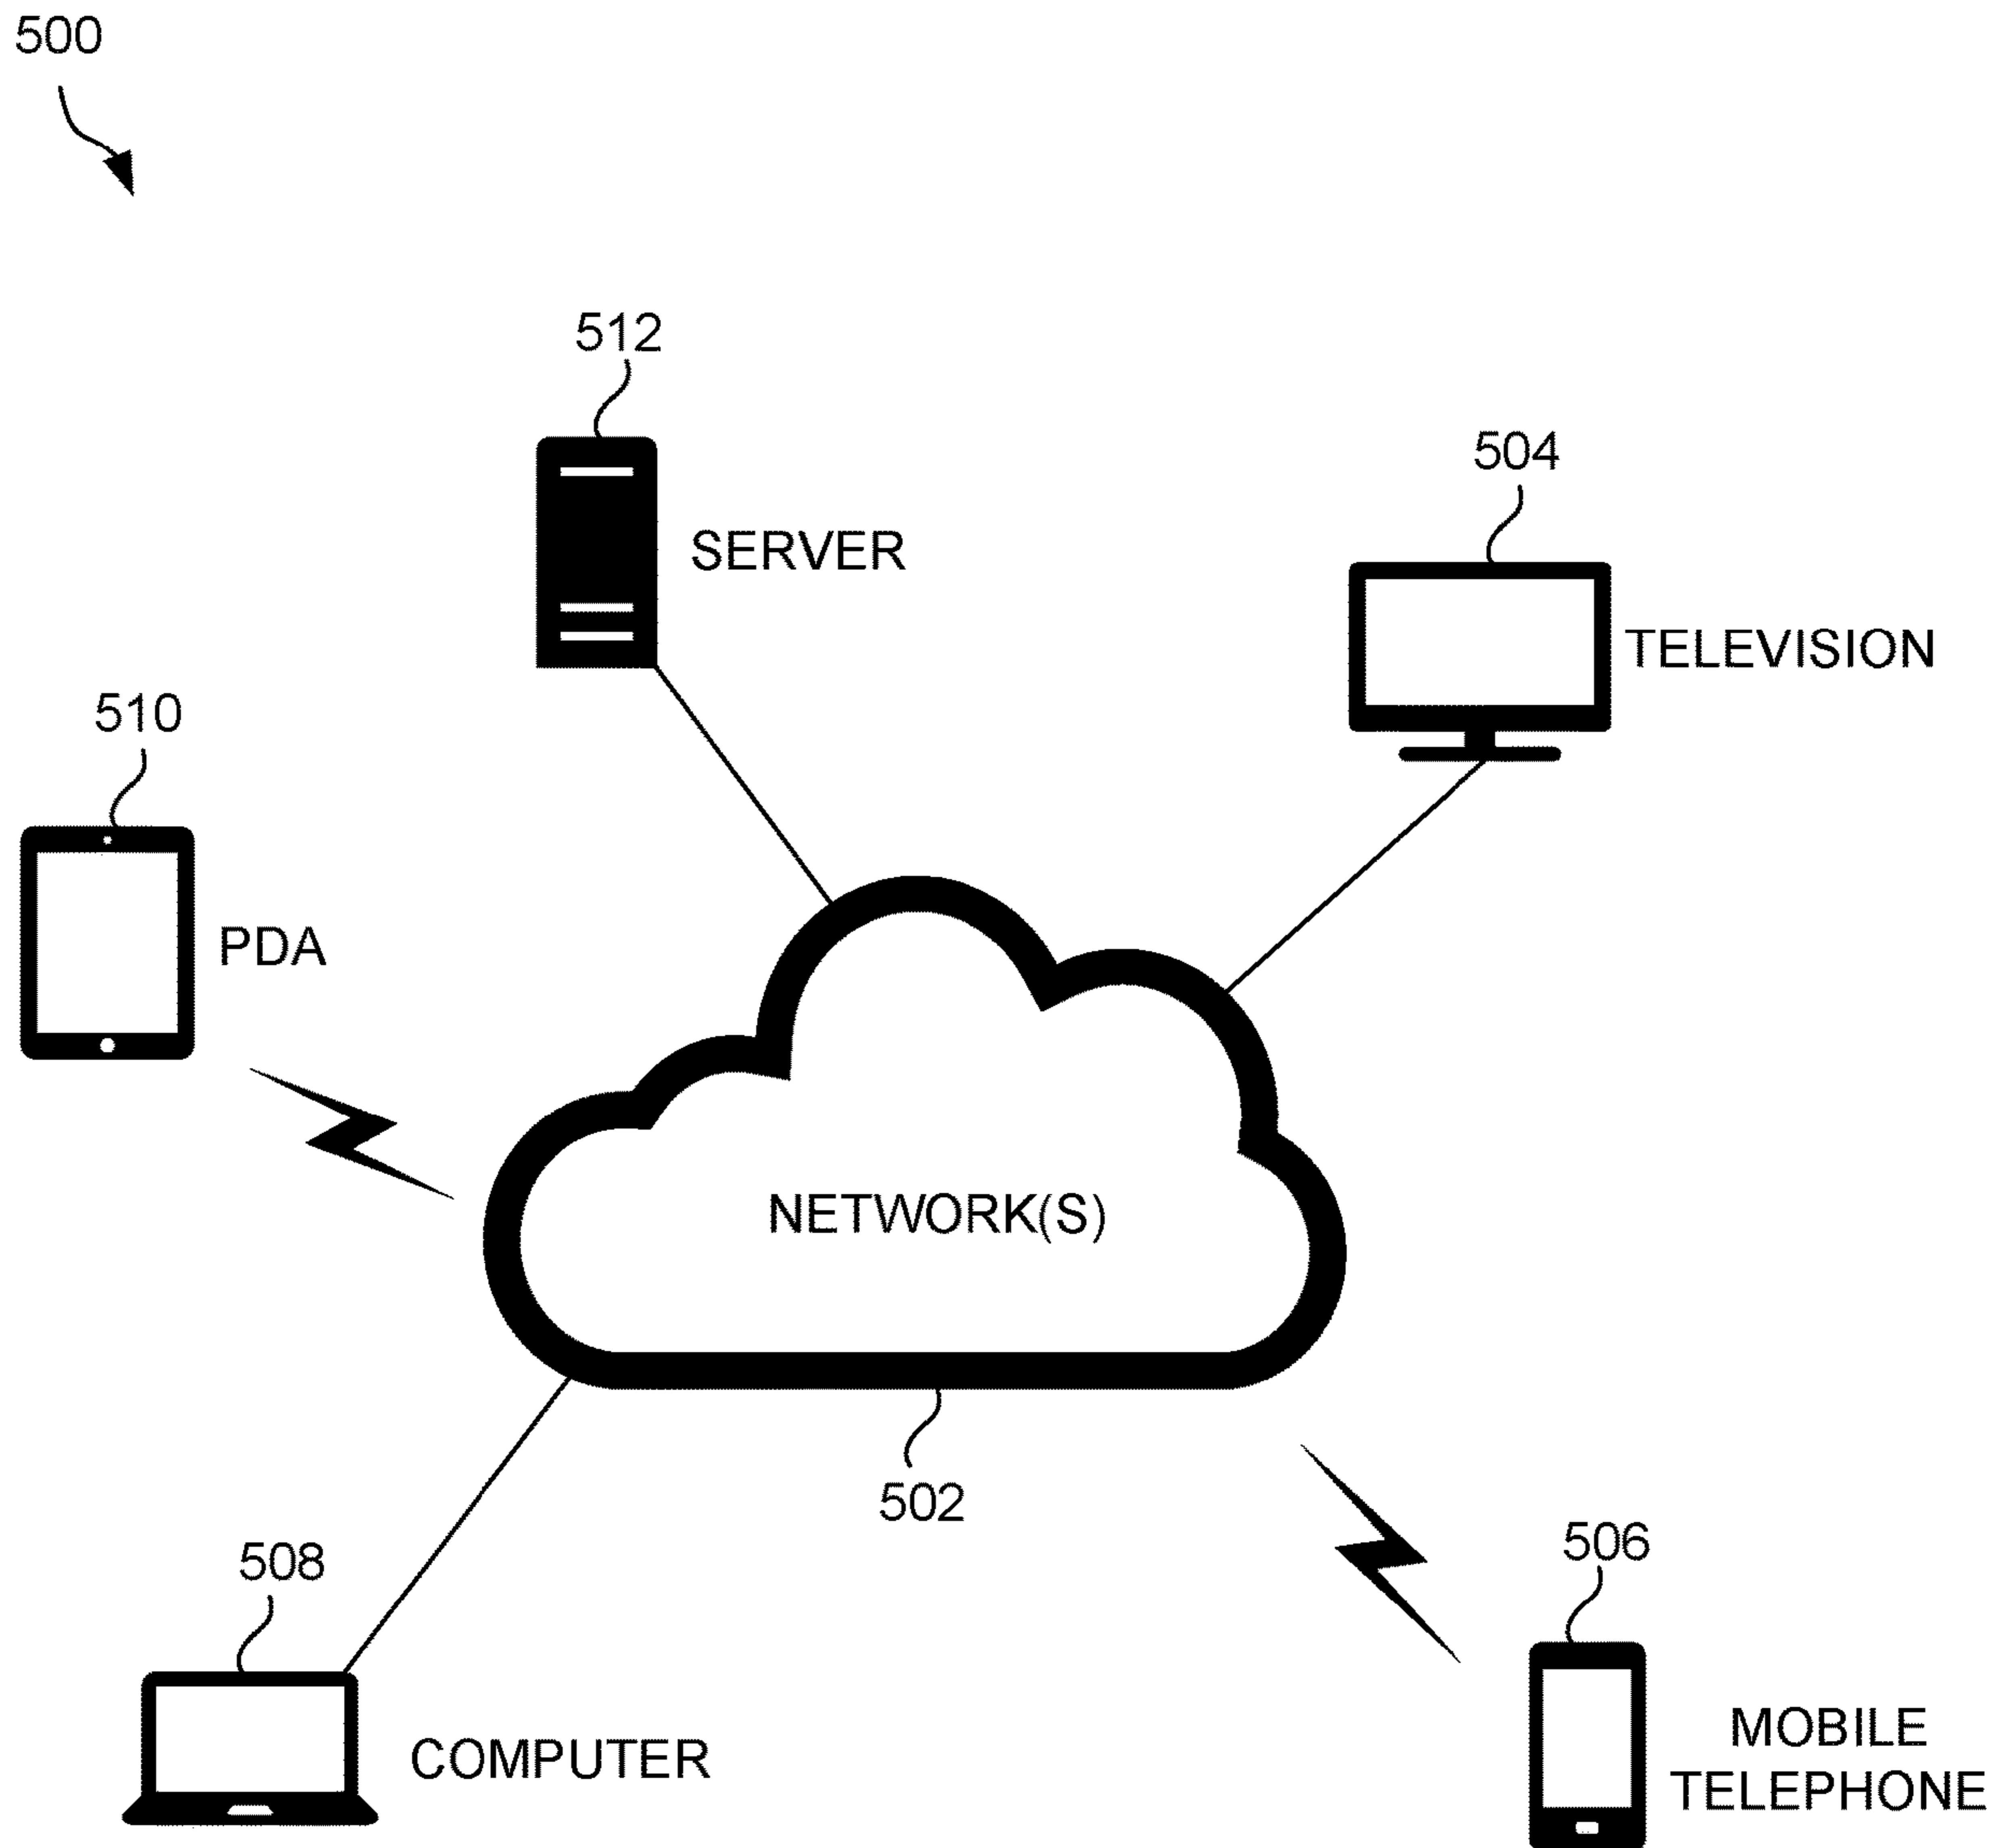 500
512
SERVER
504
TELEVISION
510
PDA
NETWORK(S)
502
508
COMPUTER
506
MOBILE
TELEPHONE